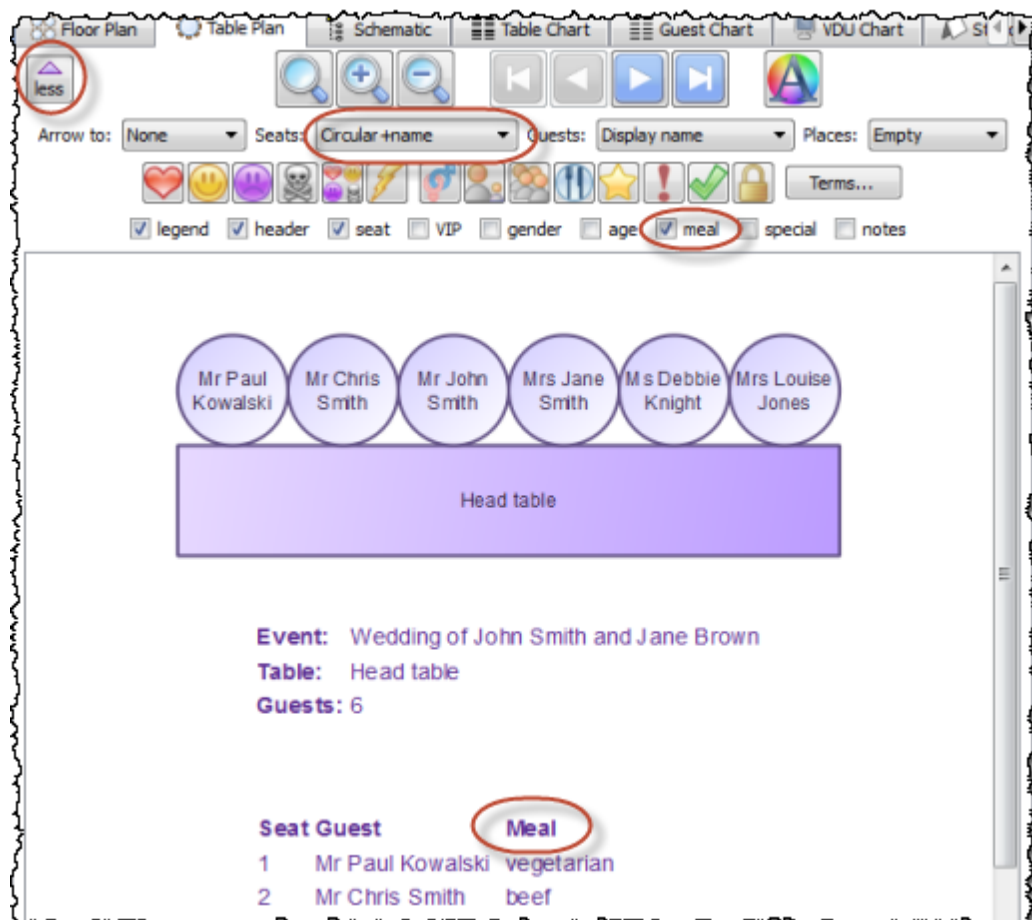 Floor Plan Table Plan Schematic Table Chart Guest Chart VDU Chart
less
Arrow to: None Seats: Circular +name Guests: Display name Places: Empty
Terms...
legend header seat VIP gender age meal special notes
Mr Paul Kowalski
Mr Chris Smith
Mr John Smith
Mrs Jane Smith
Ms Debbie Knight
Mrs Louise Jones
Head table
Event: Wedding of John Smith and Jane Brown
Table: Head table
Guests: 6
Seat Guest Meal
1 Mr Paul Kowalski vegetarian
2 Mr Chris Smith beef